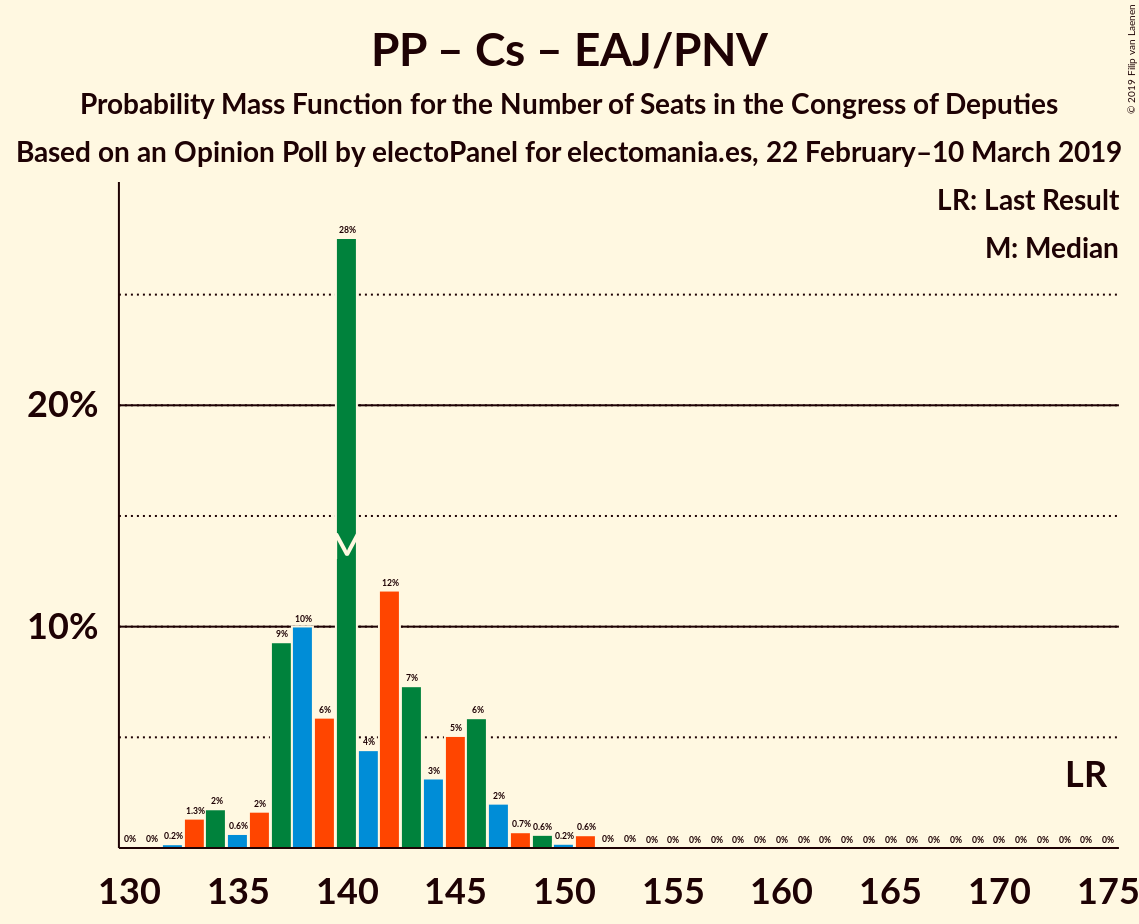 PP – Cs – EAJ/PNV
Probability Mass Function for the Number of Seats in the Congress of Deputies
Based on an Opinion Poll by electoPanel for electomania.es, 22 February–10 March 2019
© 2019 Filip van Laenen
LR: Last Result
M: Median
28%
20%
12%
10%
10%
9%
7%
6%
6%
5%
4%
3%
LR
2%
2%
2%
1.3%
0.7%
0.6%
0.6%
0.6%
0.2%
0.2%
0% 0% 0% 0% 0% 0% 0% 0% 0% 0% 0% 0% 0% 0% 0% 0% 0% 0% 0% 0% 0% 0% 0% 0% 0% 0%
130 135 140 145 150 155 160 165 170 175